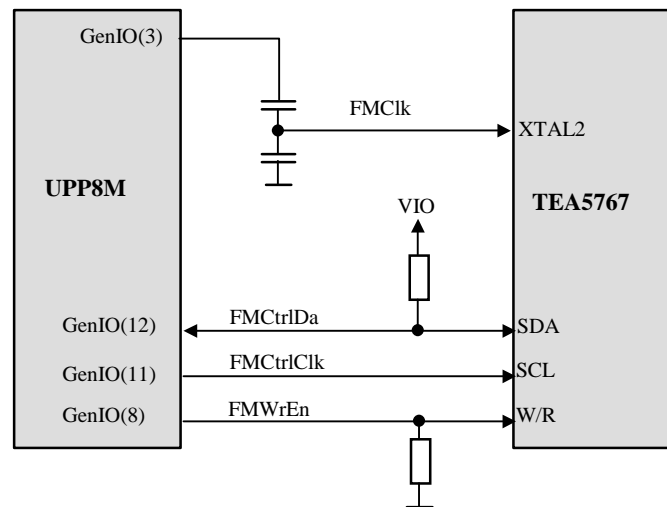 GenIO(3)
FMClk
XTAL2
UPP8M
TEA5767
VIO
GenIO(12)
FMCtrlDa
SDA
GenIO(11)
FMCtrlClk
SCL
GenIO(8)
FMWrEn
W/R